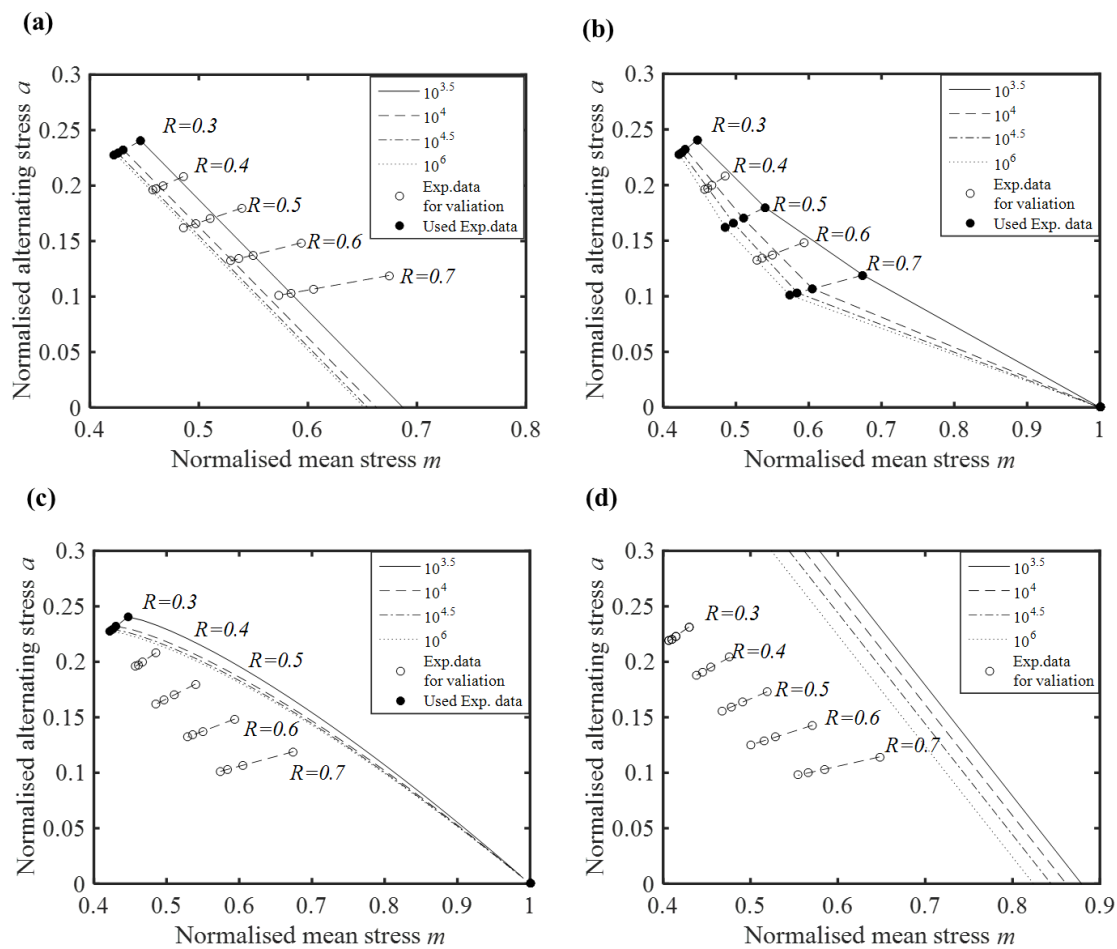 (a)
Normalised alternating stress a
0.3
0.25
0.2
0.15
0.1
0.05
0
0.4
0.5
0.6
0.7
0.8
Normalised mean stress m
R=0.3
R=0.4
R=0.5
R=0.6
R=0.7
10^3.5
10^4
10^4.5
10^6
Exp.data
for valiation
Used Exp.data
(b)
Normalised alternating stress a
0.3
0.25
0.2
0.15
0.1
0.05
0
0.4
0.5
0.6
0.7
0.8
0.9
1
Normalised mean stress m
R=0.3
R=0.4
R=0.5
R=0.6
R=0.7
10^3.5
10^4
10^4.5
10^6
Exp.data
for valiation
Used Exp. data
(c)
Normalised alternating stress a
0.3
0.25
0.2
0.15
0.1
0.05
0
0.4
0.5
0.6
0.7
0.8
0.9
1
Normalised mean stress m
R=0.3
R=0.4
R=0.5
R=0.6
R=0.7
10^3.5
10^4
10^4.5
10^6
Exp.data
for valiation
Used Exp. data
(d)
Normalised alternating stress a
0.3
0.25
0.2
0.15
0.1
0.05
0
0.4
0.5
0.6
0.7
0.8
0.9
Normalised mean stress m
R=0.3
R=0.4
R=0.5
R=0.6
R=0.7
10^3.5
10^4
10^4.5
10^6
Exp.data
for valiation